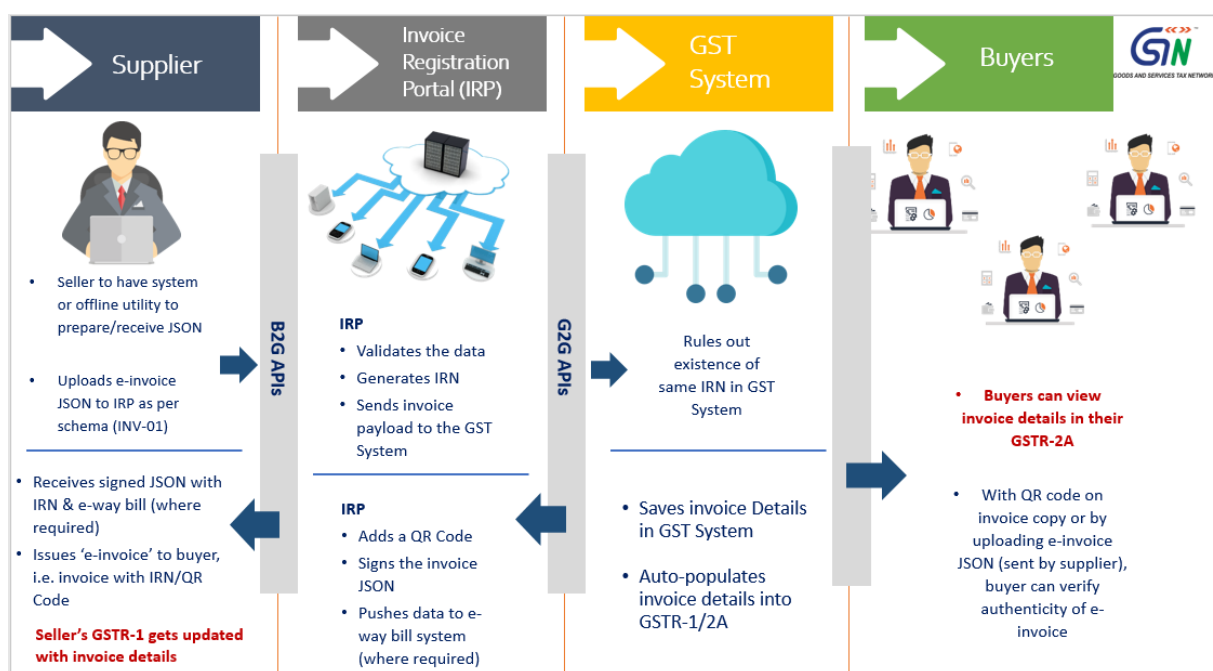 Supplier
Invoice
Registration
Portal (IRP)
GST
System
Buyers
GSTN
GOODS AND SERVICES TAX NETWORK
• Seller to have system
or offline utility to
prepare/receive JSON
• Uploads e-invoice
JSON to IRP as per
schema (INV-01)
• Receives signed JSON with
IRN & e-way bill (where
required)
• Issues ‘e-invoice’ to buyer,
i.e. invoice with IRN/QR
Code
Seller’s GSTR-1 gets updated
with invoice details
B2G APIs
IRP
• Validates the data
• Generates IRN
• Sends invoice
payload to the GST
System
IRP
• Adds a QR Code
• Signs the invoice
JSON
• Pushes data to e-
way bill system
(where required)
G2G APIs
Rules out
existence of
same IRN in GST
System
• Saves invoice Details
in GST System
• Auto-populates
invoice details into
GSTR-1/2A
• Buyers can view
invoice details in their
GSTR-2A
• With QR code on
invoice copy or by
uploading e-invoice
JSON (sent by supplier),
buyer can verify
authenticity of e-
invoice